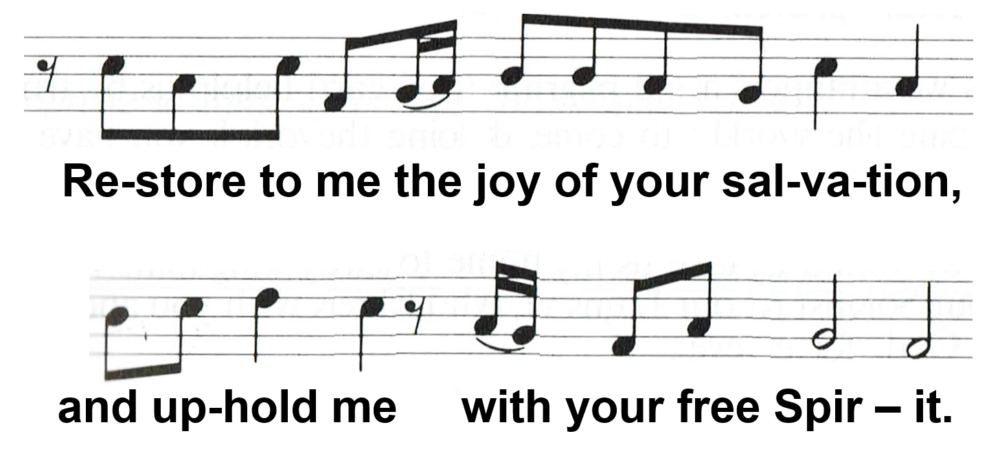 Re-store to me the joy of your sal-va-tion,
and up-hold me with your free Spir – it.